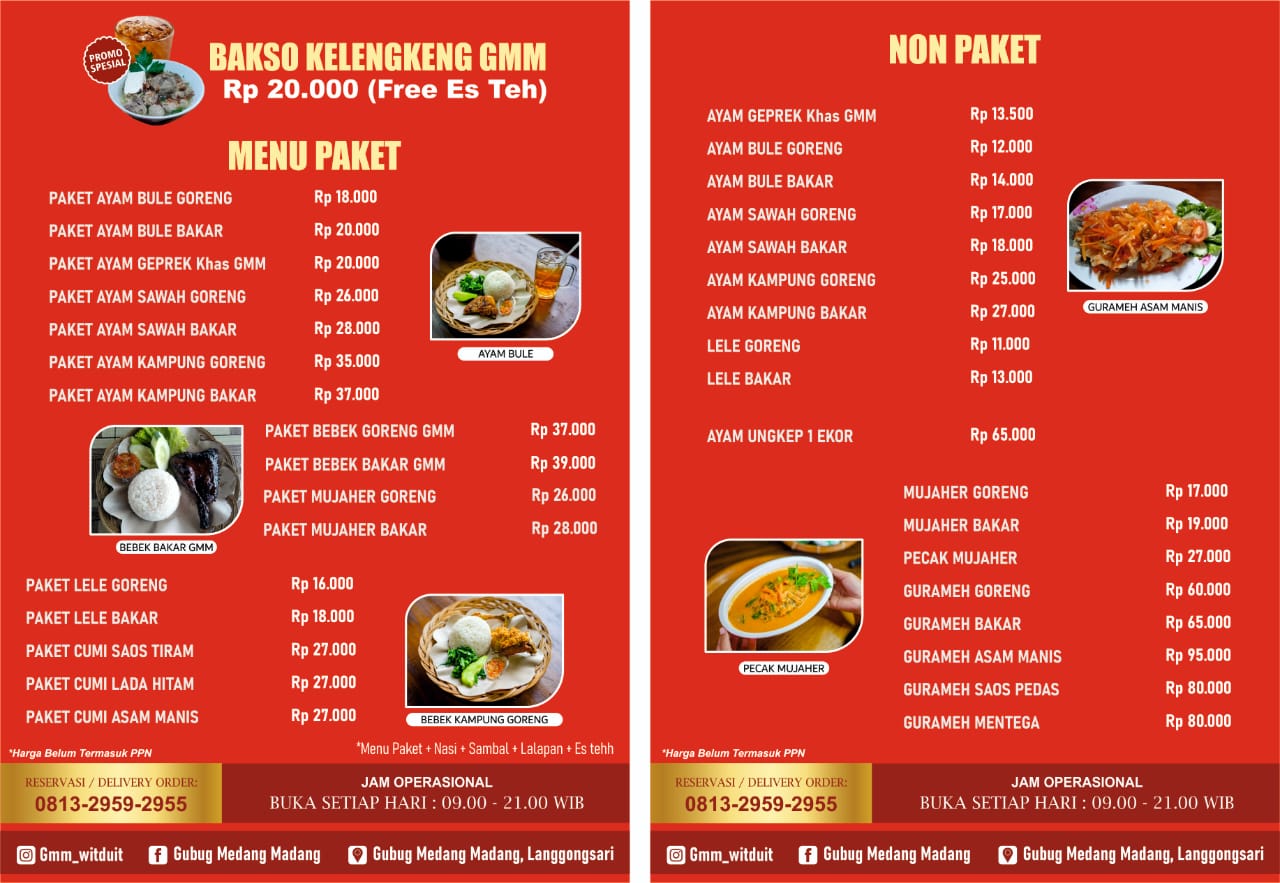 PROMO
SPESIAL
BAKSO KELENGKENG GMM
Rp 20.000 (Free Es Teh)
MENU PAKET
PAKET AYAM BULE GORENG Rp 18.000
PAKET AYAM BULE BAKAR Rp 20.000
PAKET AYAM GEPREK Khas GMM Rp 20.000
PAKET AYAM SAWAH GORENG Rp 26.000
PAKET AYAM SAWAH BAKAR Rp 28.000
PAKET AYAM KAMPUNG GORENG Rp 35.000
PAKET AYAM KAMPUNG BAKAR Rp 37.000
AYAM BULE
PAKET BEBEK GORENG GMM Rp 37.000
PAKET BEBEK BAKAR GMM Rp 39.000
PAKET MUJAHER GORENG Rp 26.000
PAKET MUJAHER BAKAR Rp 28.000
BEBEK BAKAR GMM
PAKET LELE GORENG Rp 16.000
PAKET LELE BAKAR Rp 18.000
PAKET CUMI SAOS TIRAM Rp 27.000
PAKET CUMI LADA HITAM Rp 27.000
PAKET CUMI ASAM MANIS Rp 27.000
BEBEK KAMPUNG GORENG
*Harga Belum Termasuk PPN
*Menu Paket + Nasi + Sambal + Lalapan + Es tehh
RESERVASI / DELIVERY ORDER:
0813-2959-2955
JAM OPERASIONAL
BUKA SETIAP HARI : 09.00 - 21.00 WIB
Gmm_witduit Gubug Medang Madang Gubug Medang Madang, Langgongsari
NON PAKET
AYAM GEPREK Khas GMM Rp 13.500
AYAM BULE GORENG Rp 12.000
AYAM BULE BAKAR Rp 14.000
AYAM SAWAH GORENG Rp 17.000
AYAM SAWAH BAKAR Rp 18.000
AYAM KAMPUNG GORENG Rp 25.000
AYAM KAMPUNG BAKAR Rp 27.000
LELE GORENG Rp 11.000
LELE BAKAR Rp 13.000
GURAMEH ASAM MANIS
AYAM UNGKEP 1 EKOR Rp 65.000
MUJAHER GORENG Rp 17.000
MUJAHER BAKAR Rp 19.000
PECAK MUJAHER Rp 27.000
GURAMEH GORENG Rp 60.000
GURAMEH BAKAR Rp 65.000
GURAMEH ASAM MANIS Rp 95.000
GURAMEH SAOS PEDAS Rp 80.000
GURAMEH MENTEGA Rp 80.000
PECAK MUJAHER
*Harga Belum Termasuk PPN
RESERVASI / DELIVERY ORDER:
0813-2959-2955
JAM OPERASIONAL
BUKA SETIAP HARI : 09.00 - 21.00 WIB
Gmm_witduit Gubug Medang Madang Gubug Medang Madang, Langgongsari